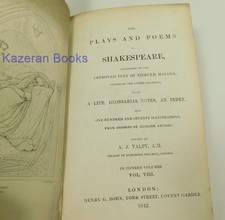 Kazeran Books
THE
PLAYS AND POEMS
OF
SHAKESPEARE,
ACCORDING TO THE
IMPROVED TEXT OF EDMUND MALONE,
INCLUDING THE LATEST REVISIONS,
WITH
A LIFE, GLOSSARIAL NOTES, AN INDEX,
AND
ONE HUNDRED AND SEVENTY ILLUSTRATIONS,
FROM DESIGNS BY ENGLISH ARTISTS.
EDITED BY
A. J. VALPY, A.M.
IN FIFTEEN VOLUMES
VOL. VIII.
LONDON:
HENRY G. BOHN, YORK STREET, COVENT GARDEN.
1842.